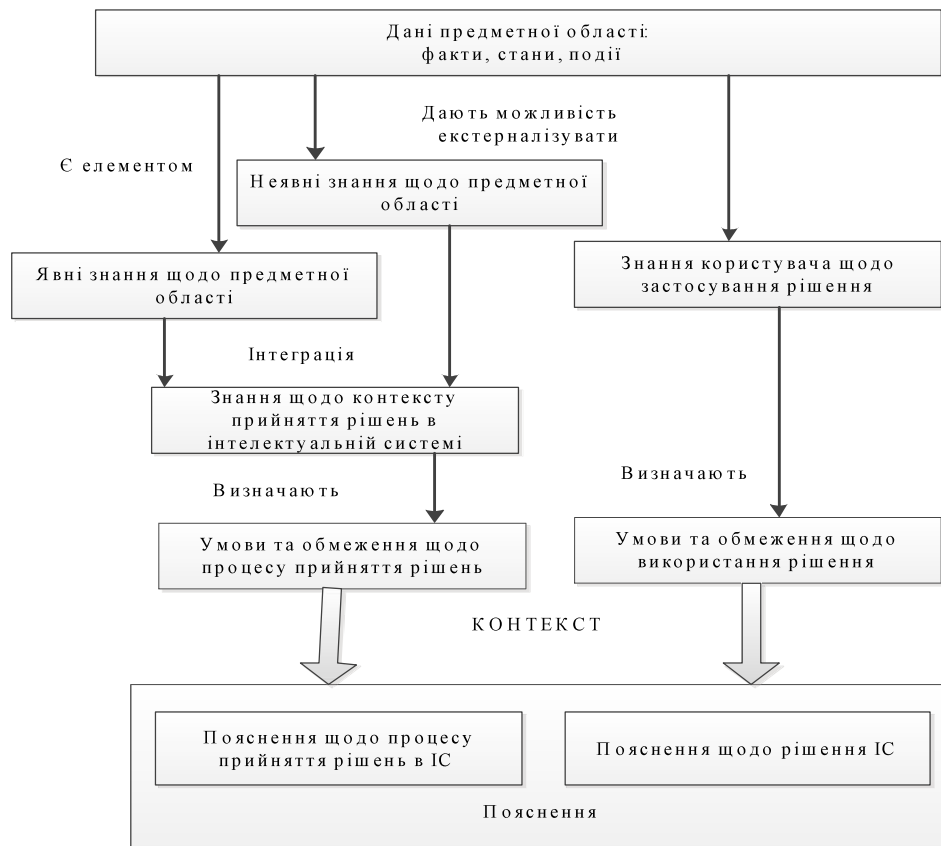 Дані предметної області:
факти, стани, події
Дають можливість
екстерналізувати
Є елементом
Неявні знання щодо предметної
області
Явні знання щодо предметної
області
Знання користувача щодо
застосування рішення
Інтеграція
Знання щодо контексту
прийняття рішень в
інтелектуальній системі
Визначають
Визначають
Умови та обмеження щодо
процесу прийняття рішень
Умови та обмеження щодо
використання рішення
КОНТЕКСТ
Пояснення щодо процесу
прийняття рішень в ІС
Пояснення щодо рішення ІС
Пояснення